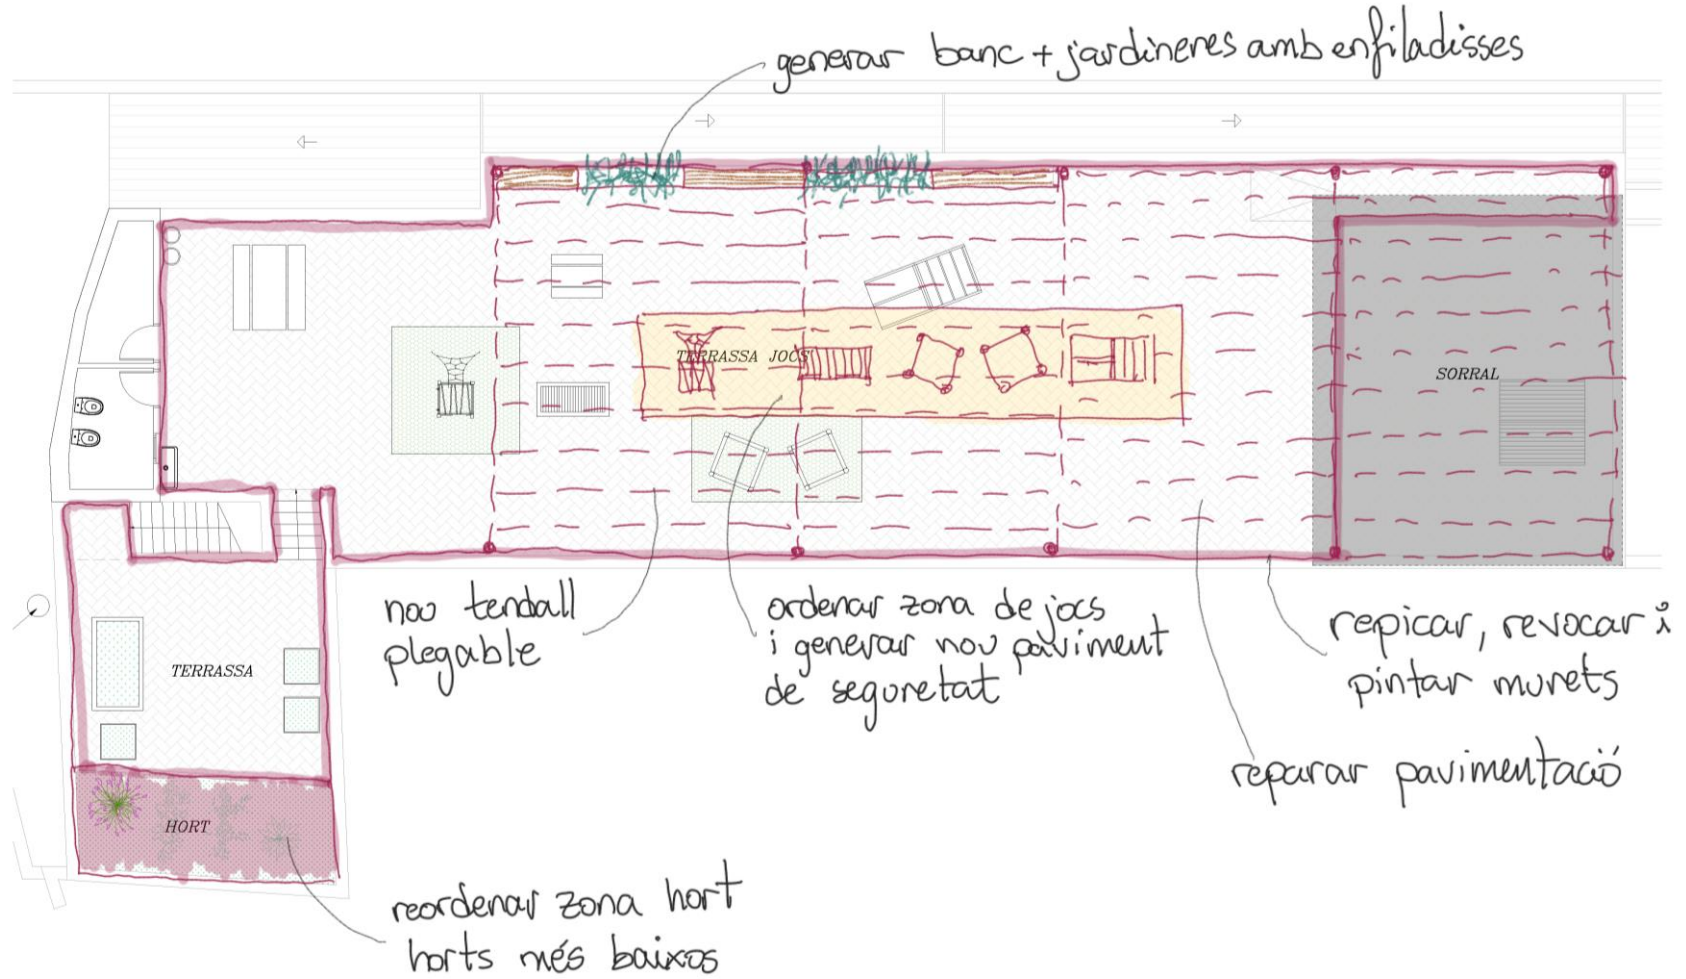 generar banc + jardineres amb enfiladisses
TERRASSA JOCS
SORRAL
nou tendall
plegable
ordenar zona de jocs
i generar nou paviment
de seguretat
repicar, revocar i
pintar murets
TERRASSA
reparar pavimentació
HORT
reordenar zona hort
horts més baixos